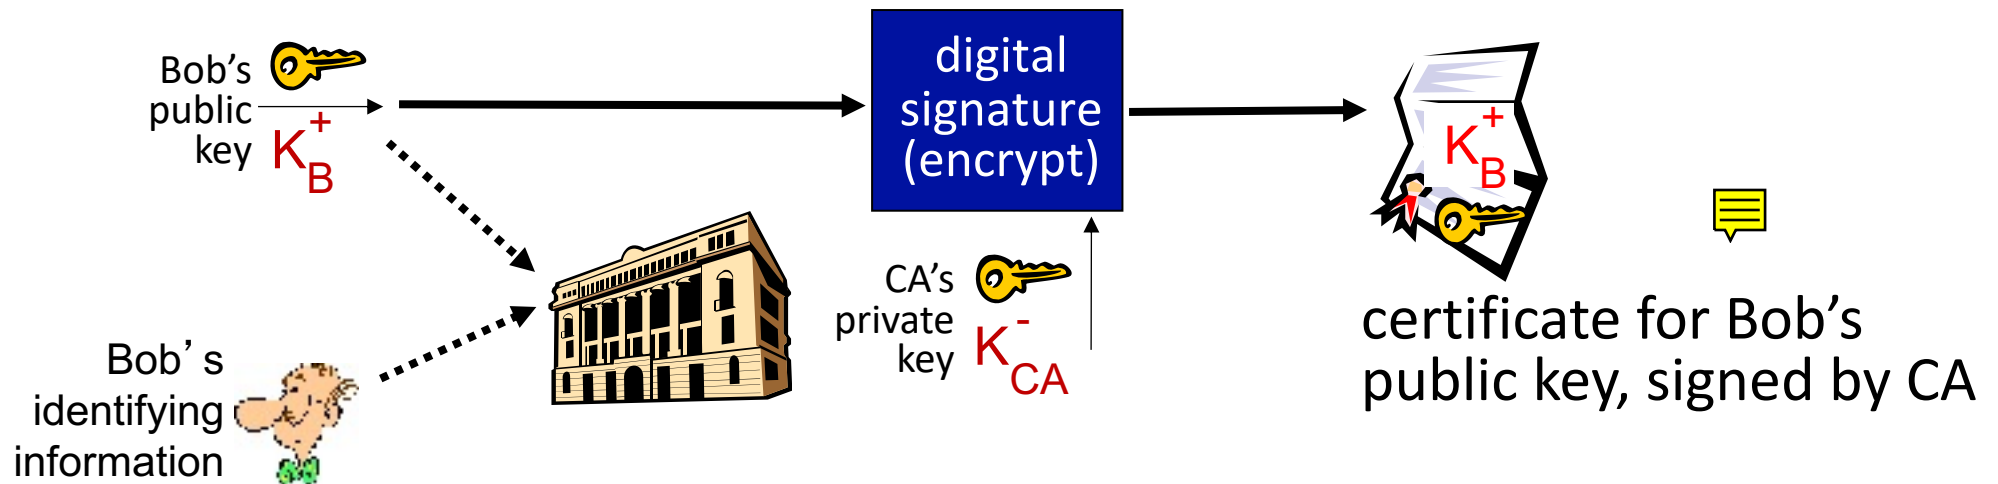 Bob's
public
key
K+B
digital
signature
(encrypt)
K+B
CA's
private
key
K-CA
Bob's
identifying
information
certificate for Bob's
public key, signed by CA